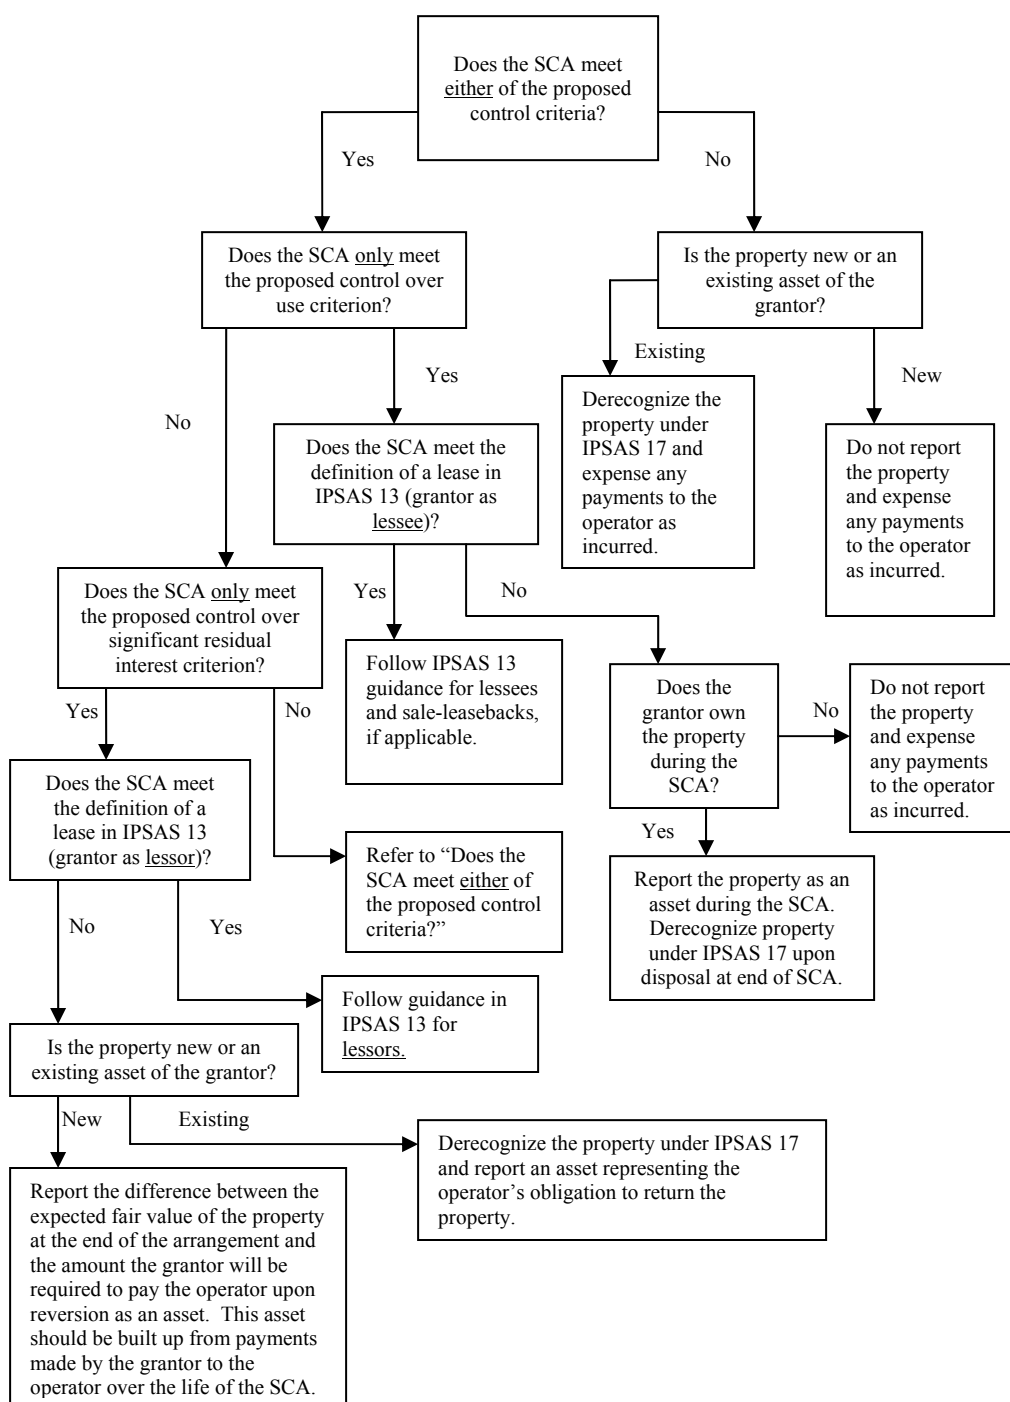 Does the SCA meet
either of the proposed
control criteria?
Yes
No
Does the SCA only meet
the proposed control over
use criterion?
Is the property new or an
existing asset of the
grantor?
Existing
Yes
New
No
Derecognize the
property under
IPSAS 17 and
expense any
payments to the
operator as
incurred.
Do not report
the property
and expense
any payments
to the operator
as incurred.
Does the SCA meet the
definition of a lease in
IPSAS 13 (grantor as
lessee)?
Yes
No
Does the SCA only meet
the proposed control over
significant residual
interest criterion?
Follow IPSAS 13
guidance for lessees
and sale-leasebacks,
if applicable.
Does the
grantor own
the property
during the
SCA?
No
Do not report
the property
and expense
any payments
to the operator
as incurred.
Yes
No
Does the SCA meet
the definition of a
lease in IPSAS 13
(grantor as lessor)?
Yes
Refer to “Does the
SCA meet either of
the proposed control
criteria?”
Report the property as an
asset during the SCA.
Derecognize property
under IPSAS 17 upon
disposal at end of SCA.
No
Yes
Follow guidance in
IPSAS 13 for
lessors.
Is the property new or an
existing asset of the grantor?
New
Existing
Derecognize the property under IPSAS 17
and report an asset representing the
operator’s obligation to return the
property.
Report the difference between the
expected fair value of the property
at the end of the arrangement and
the amount the grantor will be
required to pay the operator upon
reversion as an asset.  This asset
should be built up from payments
made by the grantor to the
operator over the life of the SCA.